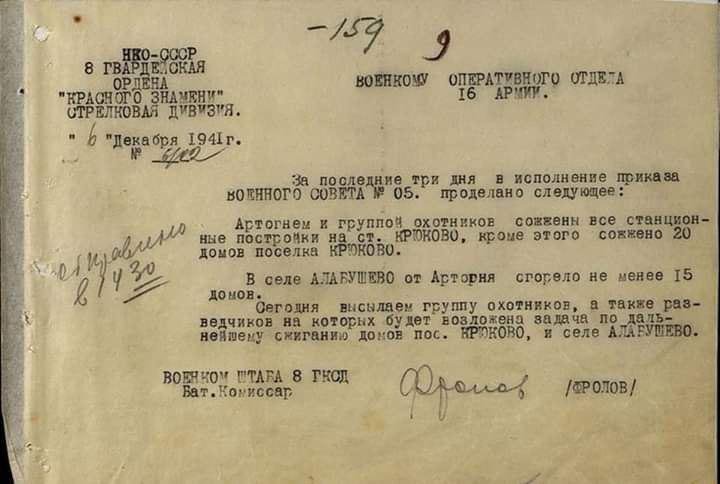 -159
9
НКО-СССР
8 ГВАРДЕЙСКАЯ
ОРДЕНА
"КРАСНОГО ЗНАМЕНИ"
СТРЕЛКОВАЯ ДИВИЗИЯ.
" 6 "Декабря 1941г.
№
ВОЕНКОМУ ОПЕРАТИВНОГО ОТДЕЛА
16 АРМИИ.
За последние три дня в исполнение приказа
ВОЕННОГО СОВЕТА № 05. проделано следующее:
Артогнем и группой охотников сожжены все станцион-
ные постройки на ст. КРЮКОВО, кроме этого сожжено 20
домов поселка КРЮКОВО.
В селе АЛАБУШЕВО от Арторня сгорело не менее 15
домов.
Сегодня высылаем группу охотников, а также раз-
ведчиков на которых будет возложена задача по даль-
нейшему сжиганию домов пос. КРЮКОВО, и селе АЛАБУШЕВО.
отправлено
в 14 30
ВОЕНКОМ ШТАБА 8 ГКСД
Бат.Комиссар
Фролов
/ФРОЛОВ/